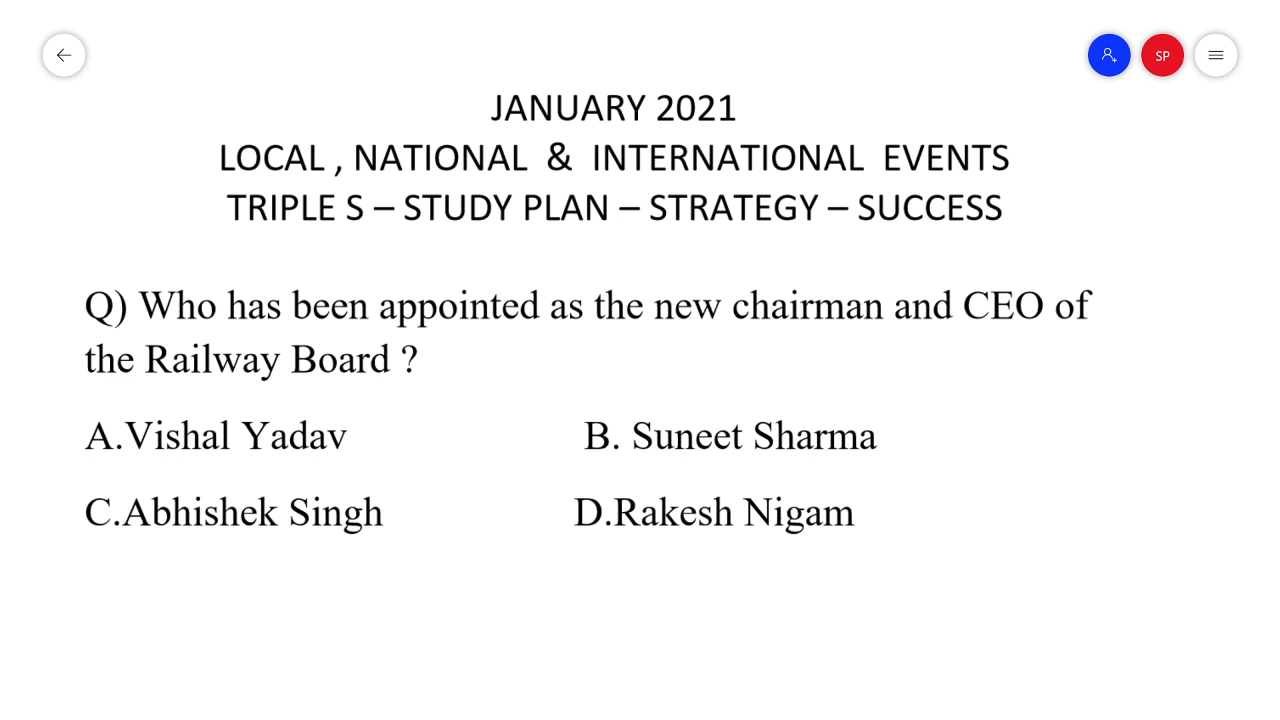 SP
JANUARY 2021
LOCAL , NATIONAL & INTERNATIONAL EVENTS
TRIPLE S – STUDY PLAN – STRATEGY – SUCCESS
Q) Who has been appointed as the new chairman and CEO of
the Railway Board ?
A.Vishal Yadav B. Suneet Sharma
C.Abhishek Singh D.Rakesh Nigam